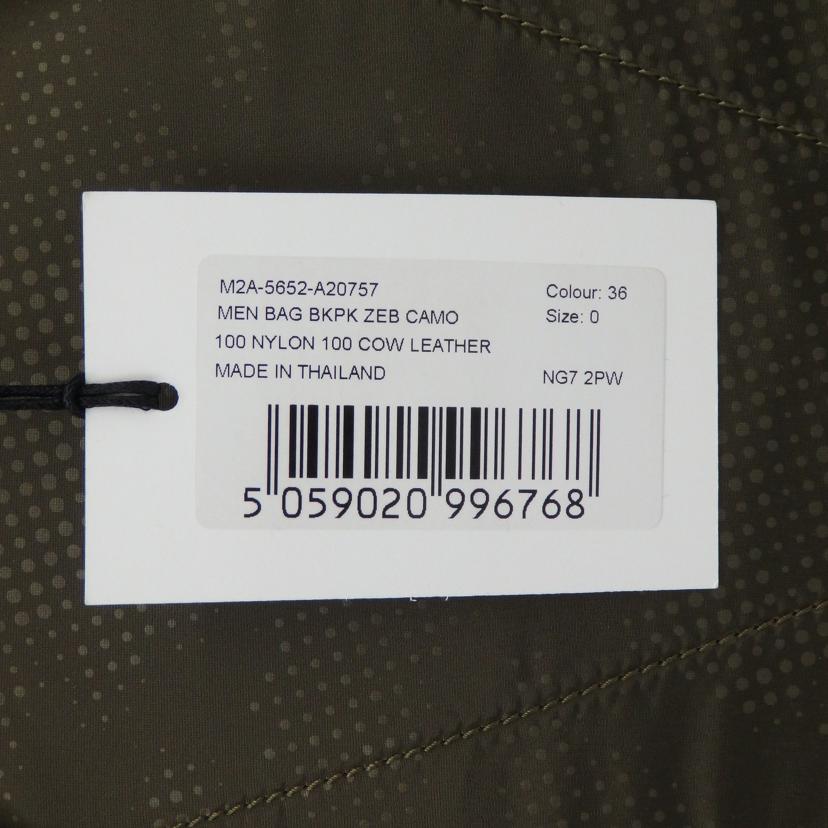 M2A-5652-A20757
Colour: 36
MEN BAG BKPK ZEB CAMO
Size: 0
100 NYLON 100 COW LEATHER
MADE IN THAILAND
NG7 2PW
5 059020 996768